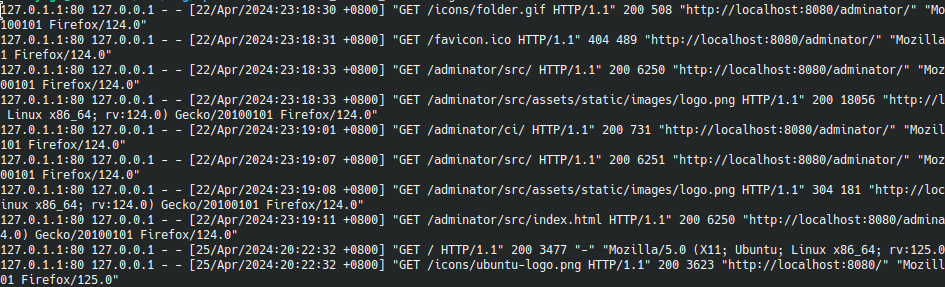 127.0.1.1:80 127.0.0.1 - - [22/Apr/2024:23:18:30 +0800] "GET /icons/folder.gif HTTP/1.1" 200 508 "http://localhost:8080/adminator/" "Mo
100101 Firefox/124.0"
127.0.1.1:80 127.0.0.1 - - [22/Apr/2024:23:18:31 +0800] "GET /favicon.ico HTTP/1.1" 404 489 "http://localhost:8080/adminator/" "Mozilla
1 Firefox/124.0"
127.0.1.1:80 127.0.0.1 - - [22/Apr/2024:23:18:33 +0800] "GET /adminator/src/ HTTP/1.1" 200 6250 "http://localhost:8080/adminator/" "Moz
00101 Firefox/124.0"
127.0.1.1:80 127.0.0.1 - - [22/Apr/2024:23:18:33 +0800] "GET /adminator/src/assets/static/images/logo.png HTTP/1.1" 200 18056 "http://l
Linux x86_64; rv:124.0) Gecko/20100101 Firefox/124.0"
127.0.1.1:80 127.0.0.1 - - [22/Apr/2024:23:19:01 +0800] "GET /adminator/ci/ HTTP/1.1" 200 731 "http://localhost:8080/adminator/" "Mozil
101 Firefox/124.0"
127.0.1.1:80 127.0.0.1 - - [22/Apr/2024:23:19:07 +0800] "GET /adminator/src/ HTTP/1.1" 200 6251 "http://localhost:8080/adminator/" "Moz
00101 Firefox/124.0"
127.0.1.1:80 127.0.0.1 - - [22/Apr/2024:23:19:08 +0800] "GET /adminator/src/assets/static/images/logo.png HTTP/1.1" 304 181 "http://loc
inux x86_64; rv:124.0) Gecko/20100101 Firefox/124.0"
127.0.1.1:80 127.0.0.1 - - [22/Apr/2024:23:19:11 +0800] "GET /adminator/src/index.html HTTP/1.1" 200 6250 "http://localhost:8080/admina
4.0) Gecko/20100101 Firefox/124.0"
127.0.1.1:80 127.0.0.1 - - [25/Apr/2024:20:22:32 +0800] "GET / HTTP/1.1" 200 3477 "-" "Mozilla/5.0 (X11; Ubuntu; Linux x86_64; rv:125.0
127.0.1.1:80 127.0.0.1 - - [25/Apr/2024:20:22:32 +0800] "GET /icons/ubuntu-logo.png HTTP/1.1" 200 3623 "http://localhost:8080/" "Mozill
01 Firefox/125.0"